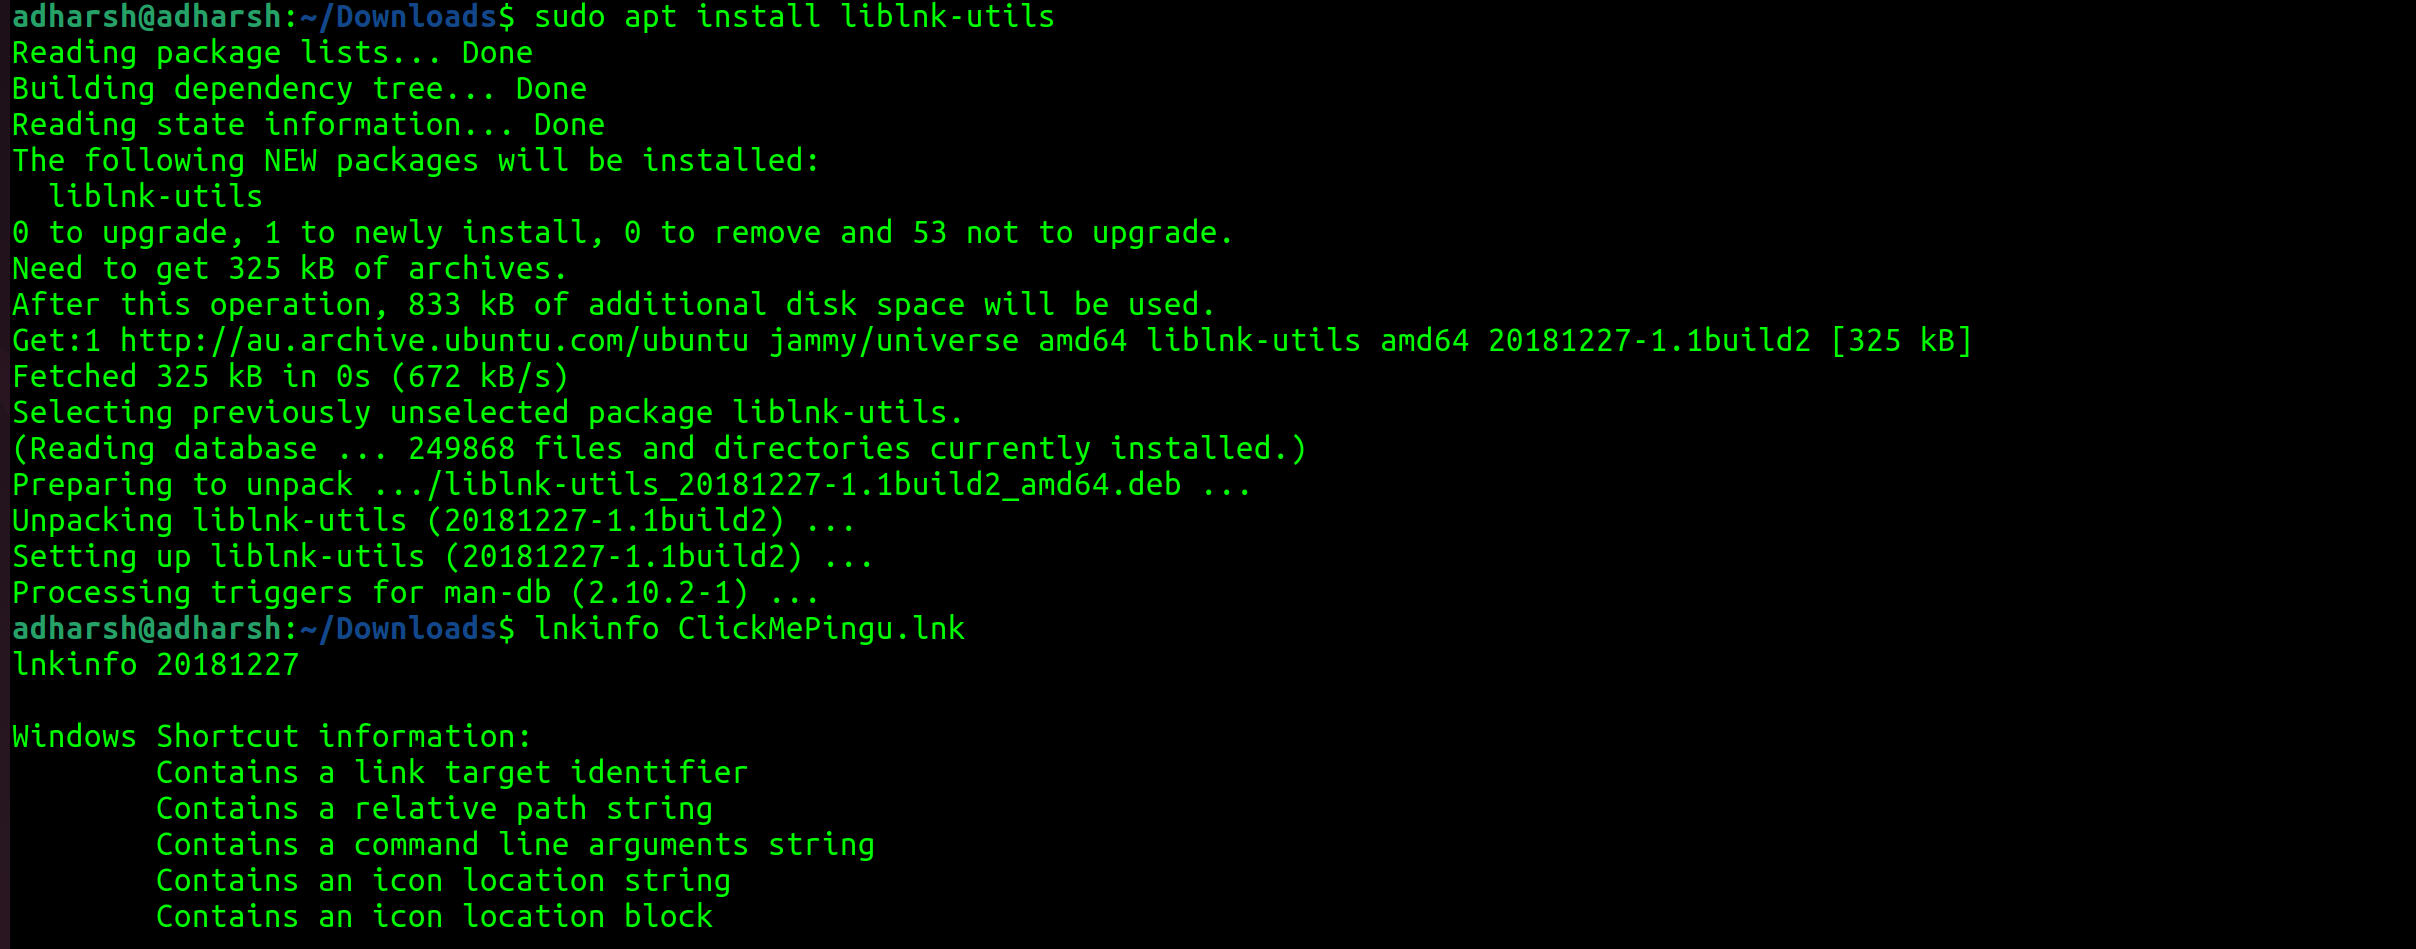 adharsh@adharsh:~/Downloads$ sudo apt install liblnk-utils
Reading package lists... Done
Building dependency tree... Done
Reading state information... Done
The following NEW packages will be installed:
  liblnk-utils
0 to upgrade, 1 to newly install, 0 to remove and 53 not to upgrade.
Need to get 325 kB of archives.
After this operation, 833 kB of additional disk space will be used.
Get:1 http://au.archive.ubuntu.com/ubuntu jammy/universe amd64 liblnk-utils amd64 20181227-1.1build2 [325 kB]
Fetched 325 kB in 0s (672 kB/s)
Selecting previously unselected package liblnk-utils.
(Reading database ... 249868 files and directories currently installed.)
Preparing to unpack .../liblnk-utils_20181227-1.1build2_amd64.deb ...
Unpacking liblnk-utils (20181227-1.1build2) ...
Setting up liblnk-utils (20181227-1.1build2) ...
Processing triggers for man-db (2.10.2-1) ...
adharsh@adharsh:~/Downloads$ lnkinfo ClickMePingu.lnk
lnkinfo 20181227

Windows Shortcut information:
        Contains a link target identifier
        Contains a relative path string
        Contains a command line arguments string
        Contains an icon location string
        Contains an icon location block